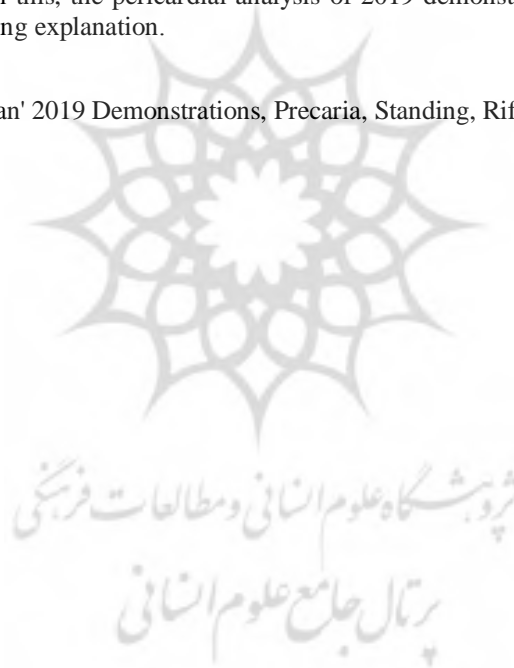 this, the pericardial analysis of 2019 demonst
ng explanation.
an' 2019 Demonstrations, Precaria, Standing, Rif
پژوهشگاه علوم انسانی و مطالعات فرهنگی
پرتال جامع علوم انسانی